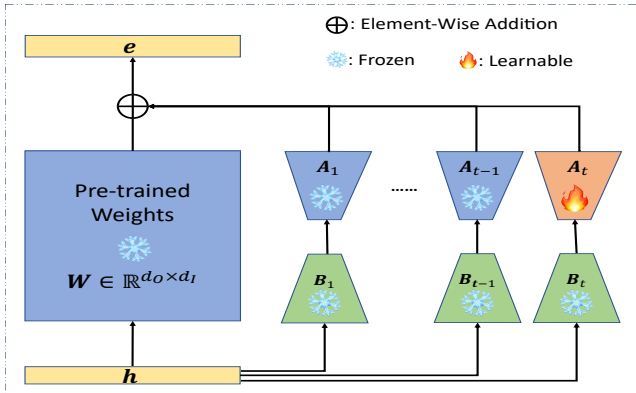 e
⊕: Element-Wise Addition
: Frozen
: Learnable
Pre-trained
Weights
W ∈ ℝ^{d_O×d_I}
A_1
......
A_{t-1}
A_t
B_1
B_{t-1}
B_t
h